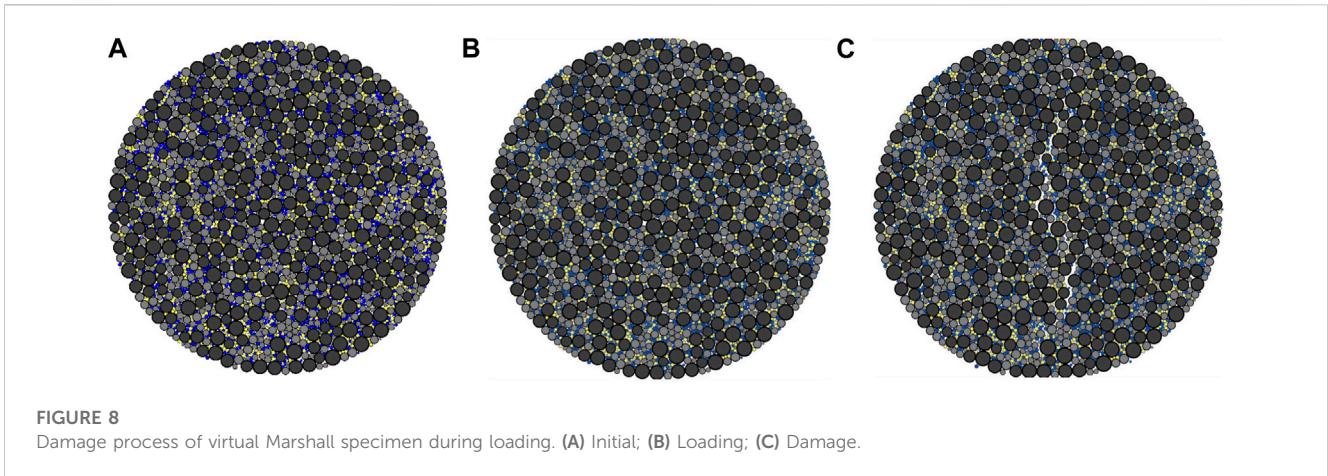 A
B
C
FIGURE 8
Damage process of virtual Marshall specimen during loading. (A) Initial; (B) Loading; (C) Damage.